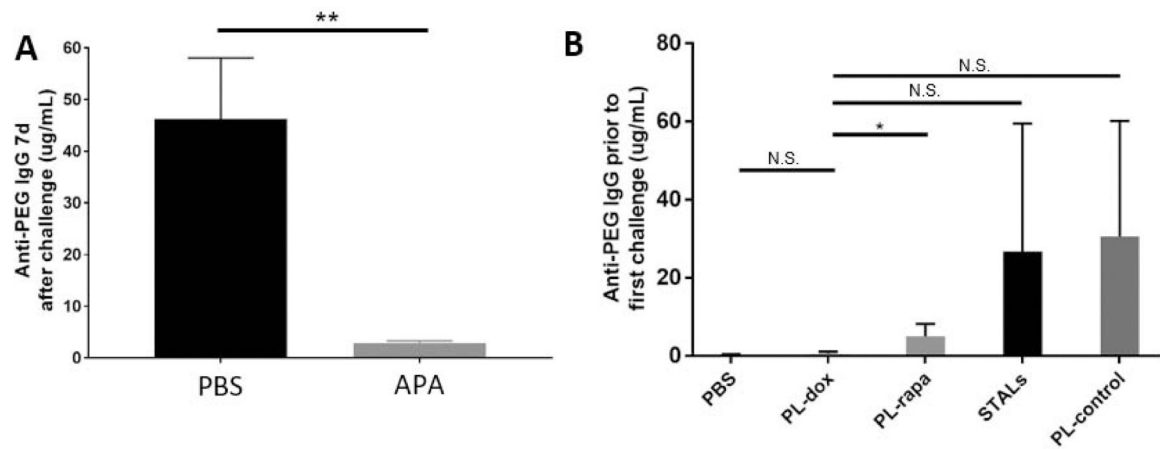 A
**
Anti-PEG IgG 7d
after challenge (ug/mL)
60
50
40
30
20
10
0
PBS
APA
B
Anti-PEG IgG prior to
first challenge (ug/mL)
80
60
40
20
0
N.S.
N.S.
*
N.S.
PBS
PL-dox
PL-rapa
STALs
PL-control